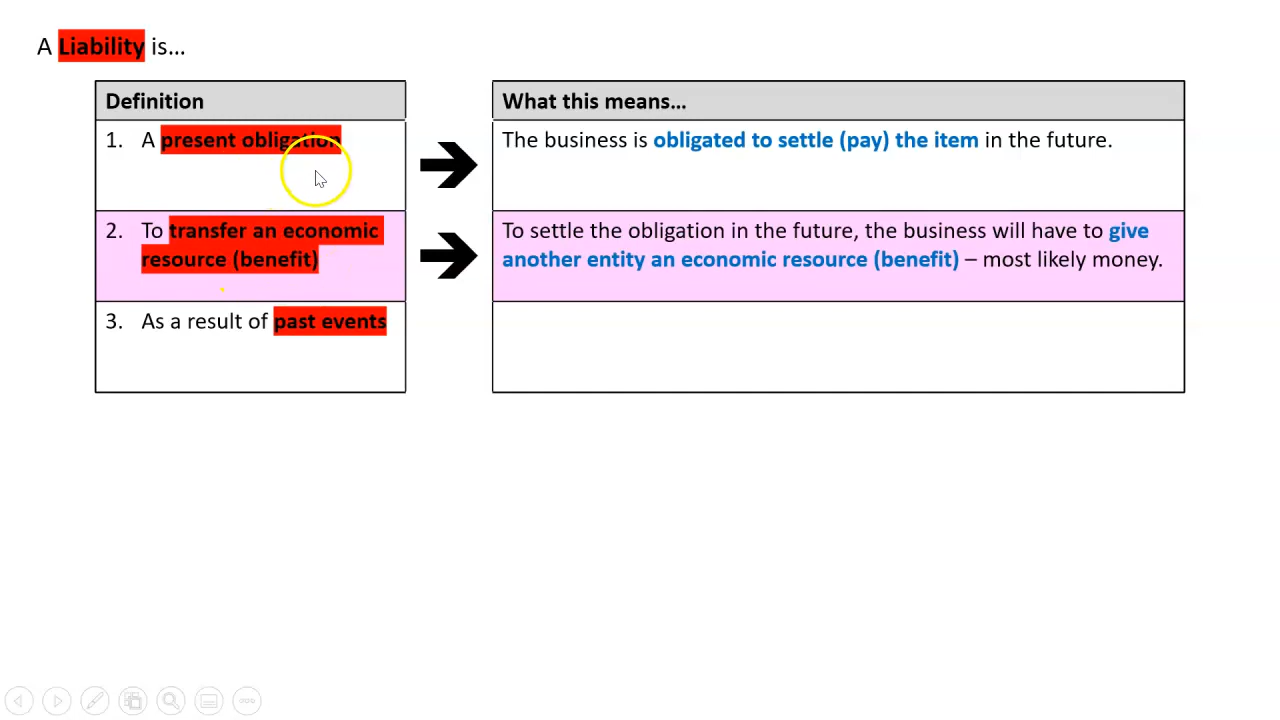 A Liability is...
Definition
What this means...
1. A present obligation
The business is obligated to settle (pay) the item in the future.
2. To transfer an economic
resource (benefit)
To settle the obligation in the future, the business will have to give
another entity an economic resource (benefit) – most likely money.
3. As a result of past events